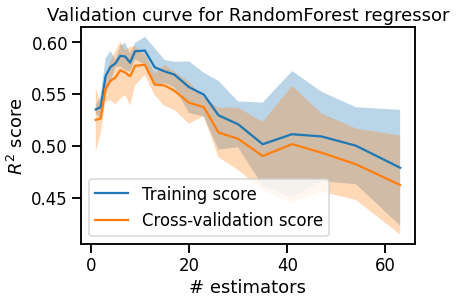 Validation curve for RandomForest regressor
0.60
0.55
0.50
0.45
R² score
Training score
Cross-validation score
0
20
40
60
# estimators